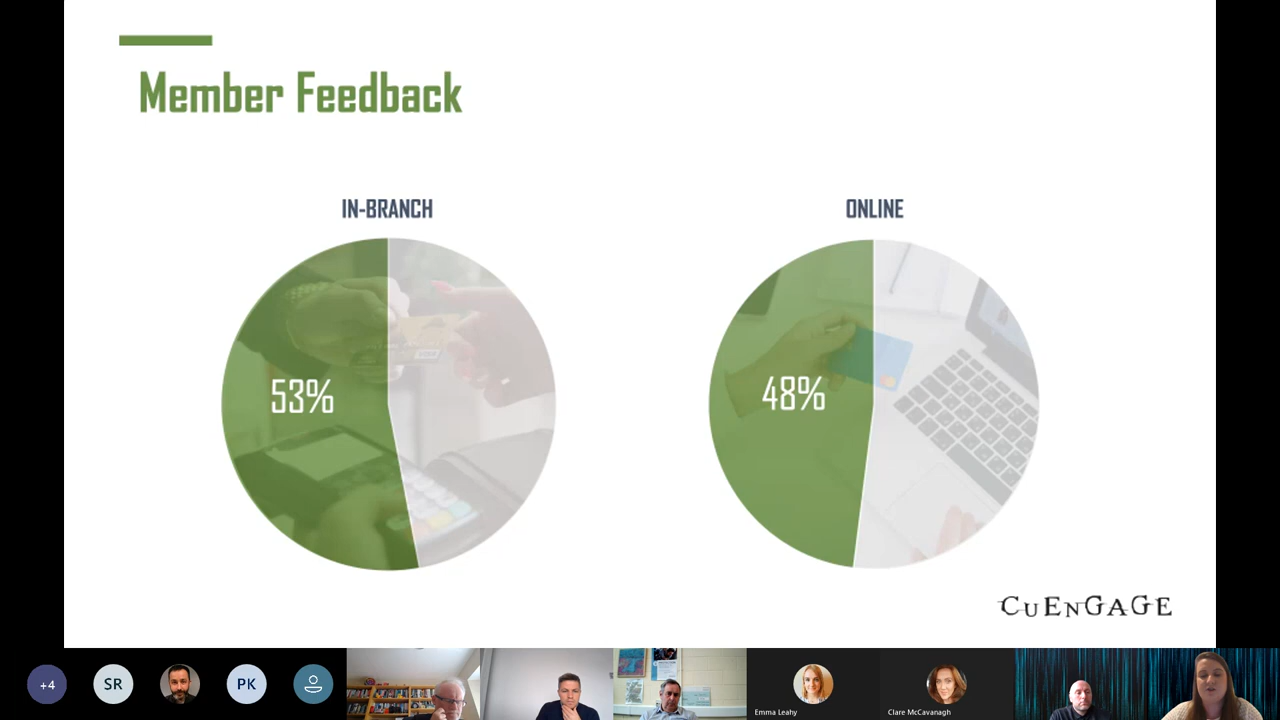 Member Feedback
IN-BRANCH
ONLINE
53%
48%
CUENGAGE
+4
SR
PK
Emma Leahy
Clare McCavanagh